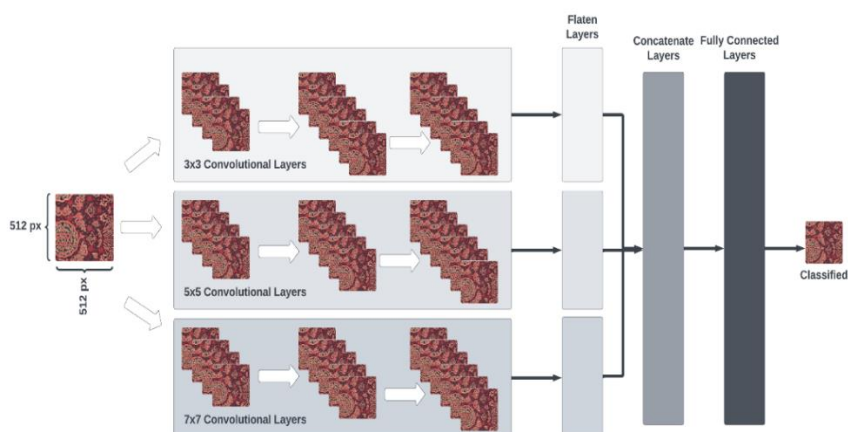 Flaten
Layers
Concatenate
Layers
Fully Connected
Layers
3x3 Convolutional Layers
512 px
512 px
5x5 Convolutional Layers
Classified
7x7 Convolutional Layers